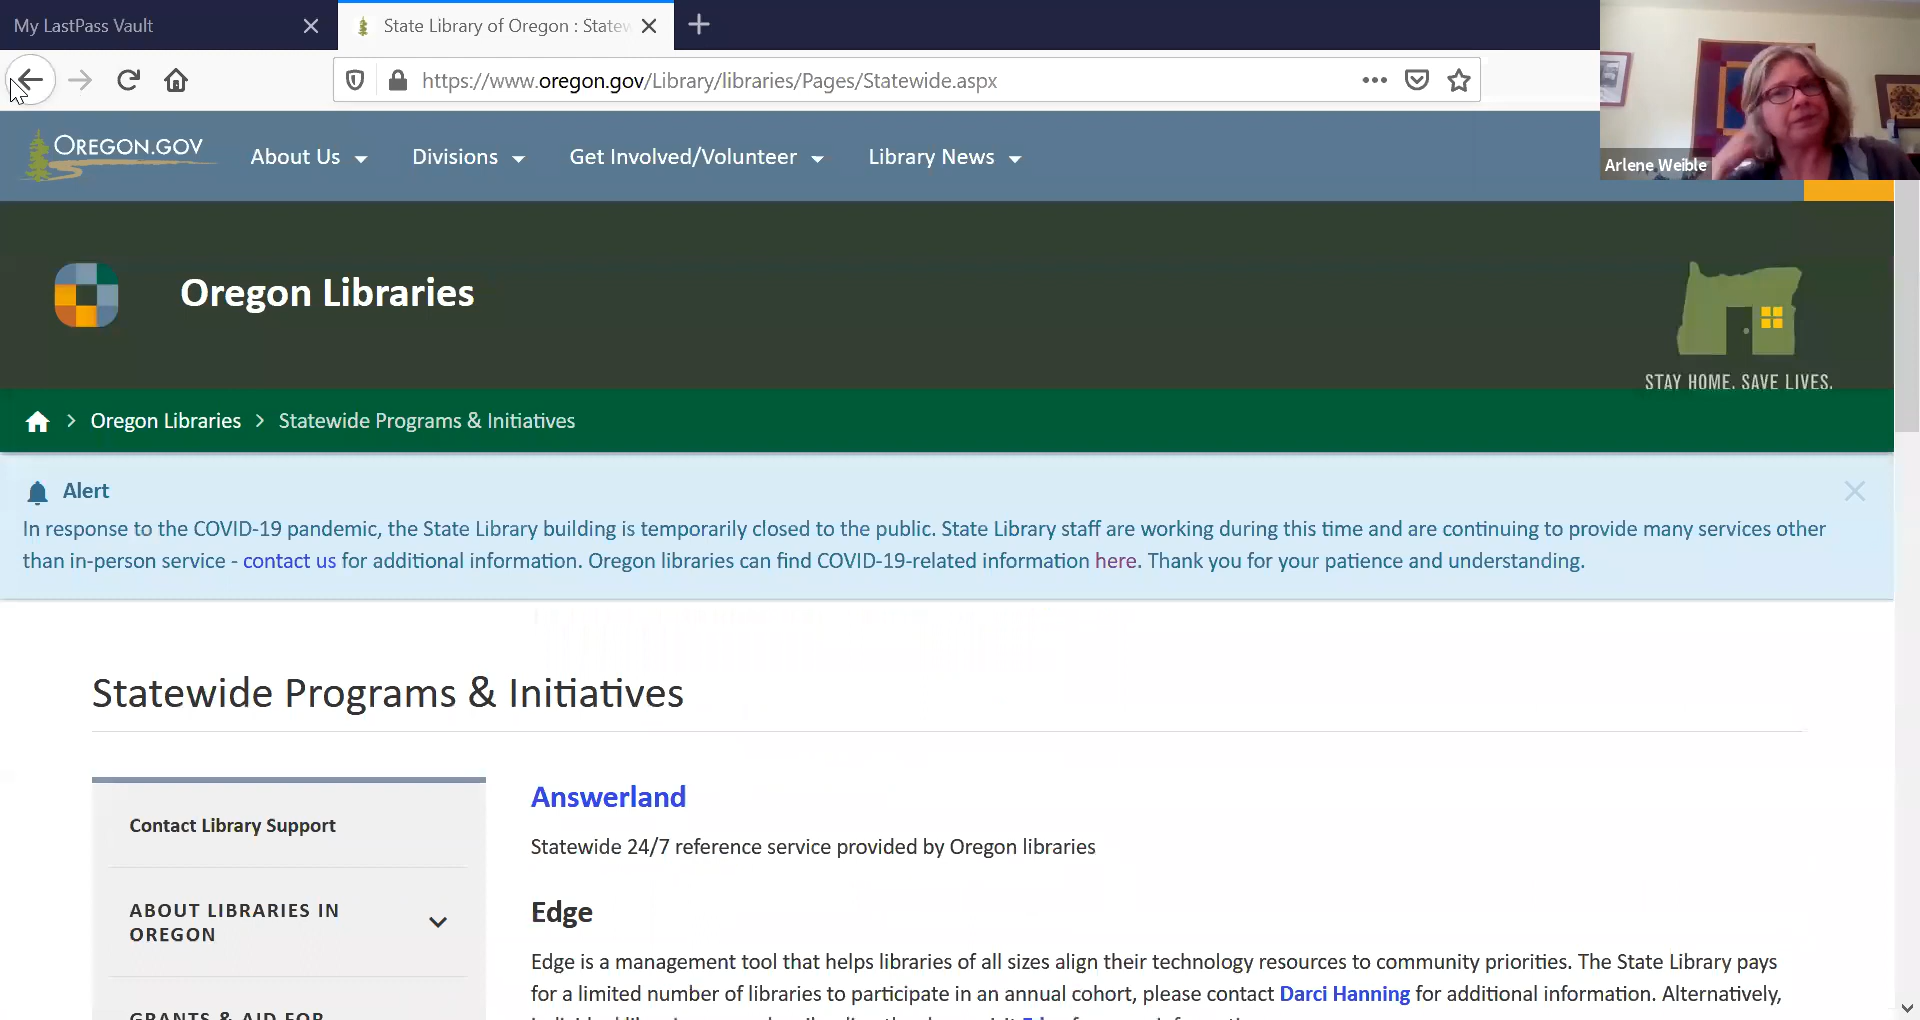 My LastPass Vault
State Library of Oregon : State
https://www.oregon.gov/Library/libraries/Pages/Statewide.aspx
Arlene Weible
OREGON.GOV
About Us
Divisions
Get Involved/Volunteer
Library News
Oregon Libraries
STAY HOME. SAVE LIVES.
Oregon Libraries
Statewide Programs & Initiatives
Alert
In response to the COVID-19 pandemic, the State Library building is temporarily closed to the public. State Library staff are working during this time and are continuing to provide many services other
than in-person service - contact us for additional information. Oregon libraries can find COVID-19-related information here. Thank you for your patience and understanding.
Statewide Programs & Initiatives
Contact Library Support
ABOUT LIBRARIES IN
OREGON
GRANTS & AID FOR
Answerland
Statewide 24/7 reference service provided by Oregon libraries
Edge
Edge is a management tool that helps libraries of all sizes align their technology resources to community priorities. The State Library pays
for a limited number of libraries to participate in an annual cohort, please contact Darci Hanning for additional information. Alternatively,